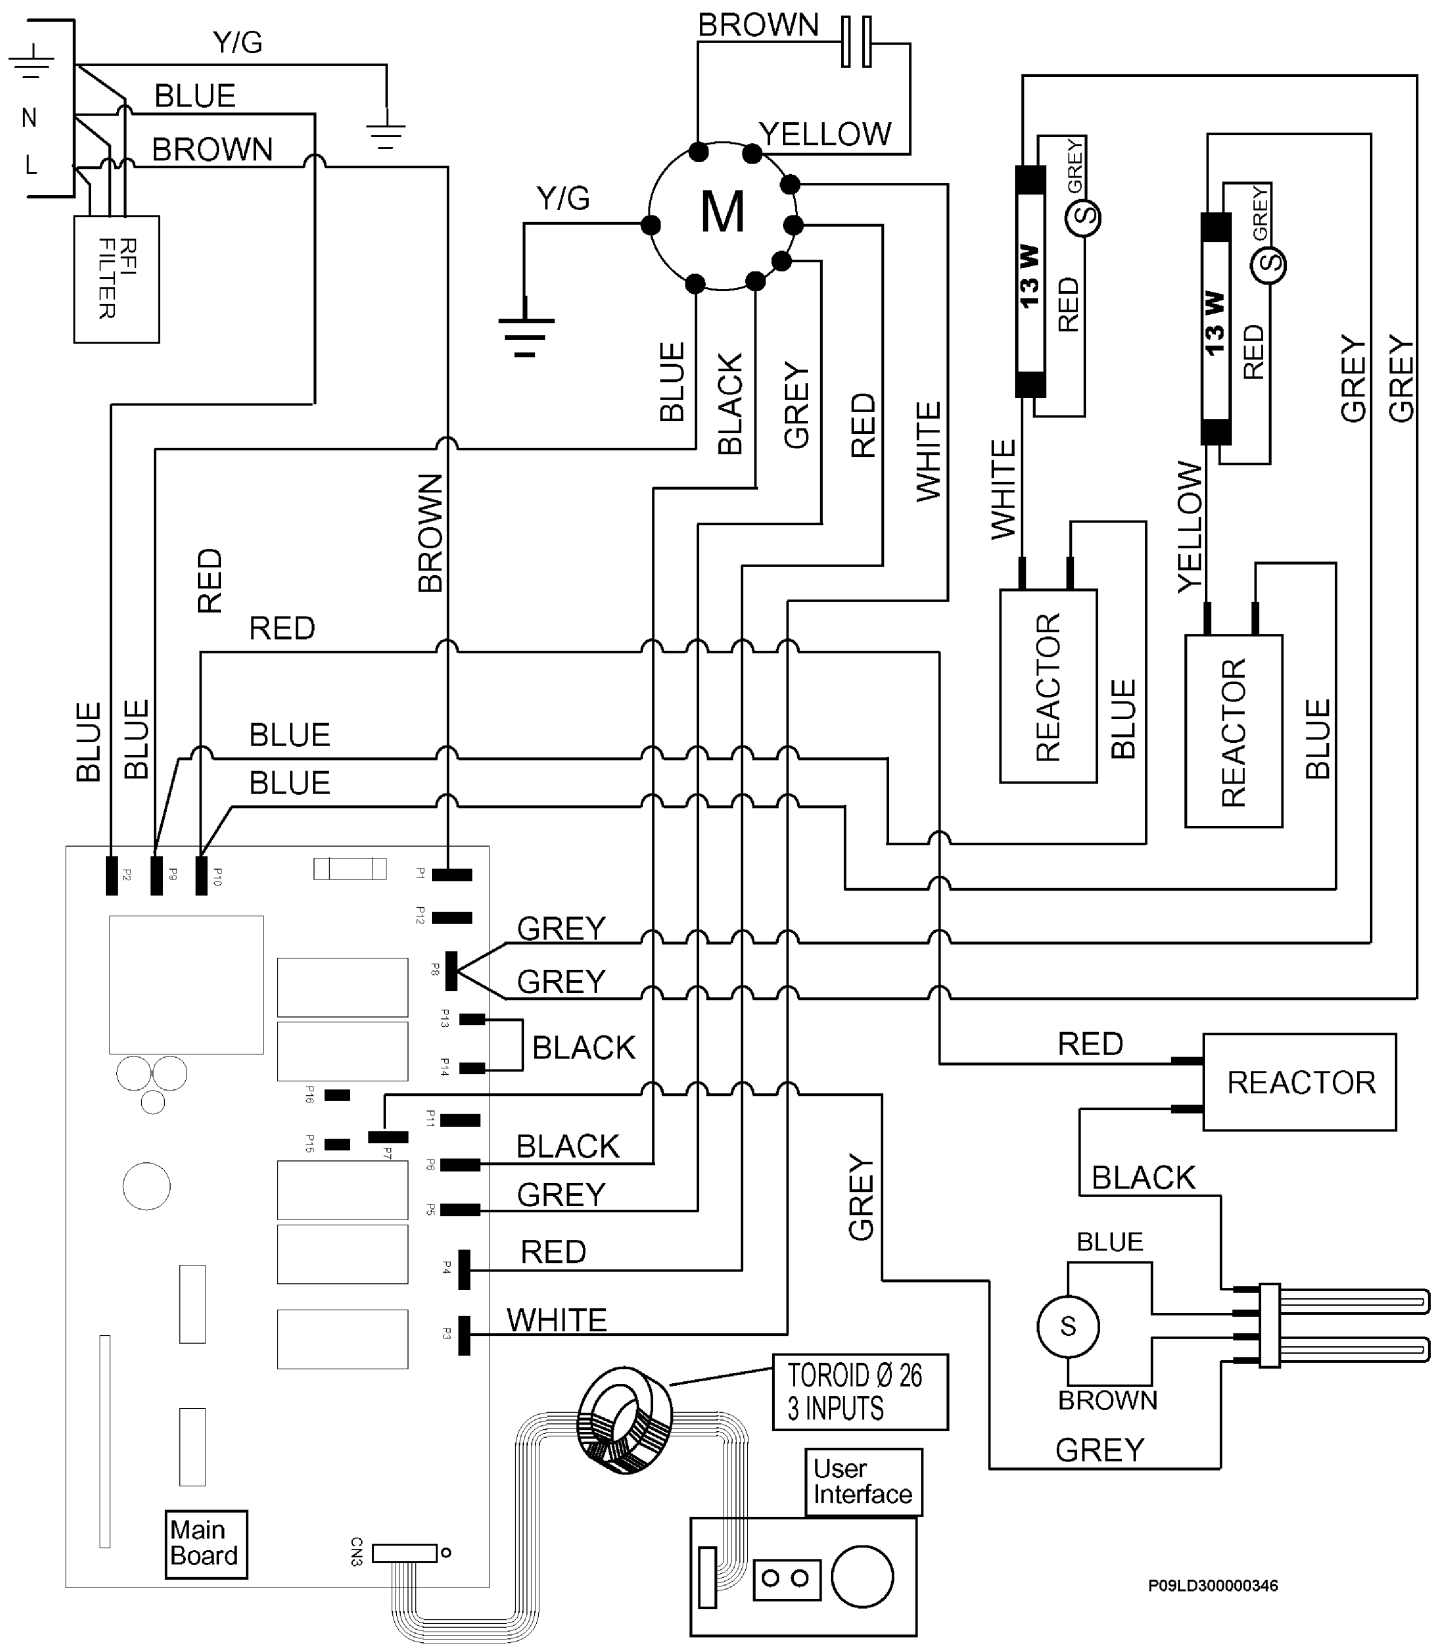 BROWN
Y/G
N
BLUE
L
BROWN
YELLOW
Y/G
M
RFI
FILTER
GREY
S
13 W
RED
GREY
S
13 W
RED
BLUE
BLACK
GREY
RED
WHITE
GREY
GREY
WHITE
YELLOW
BROWN
RED
RED
REACTOR
BLUE
REACTOR
BLUE
BLUE
BLUE
BLUE
BLUE
P2
P9
P10
P1
P12
P8
GREY
GREY
P13
P14
BLACK
RED
REACTOR
P16
P15
P7
P11
P6
BLACK
P5
GREY
GREY
BLACK
P4
RED
BLUE
S
P3
WHITE
BROWN
TOROID Ø 26
3 INPUTS
GREY
User
Interface
Main
Board
CN3
P09LD300000346